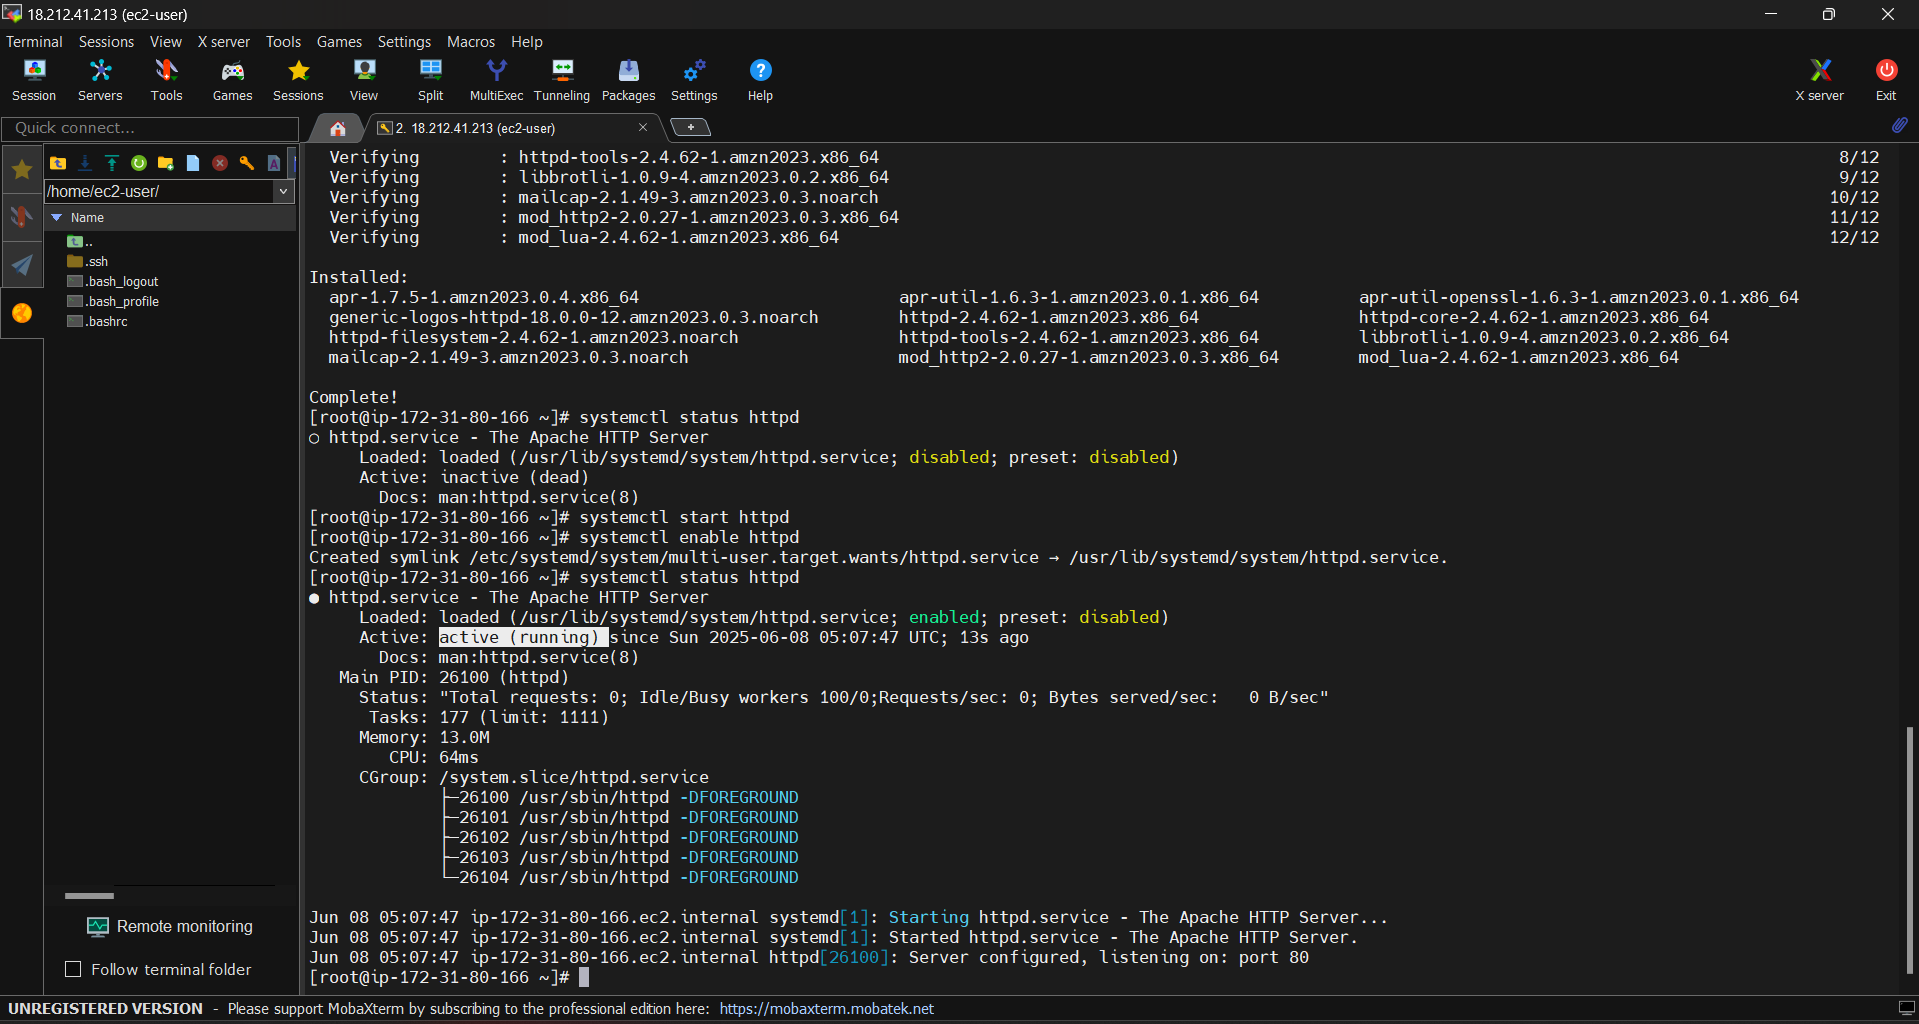 18.212.41.213 (ec2-user)
Terminal Sessions View X server Tools Games Settings Macros Help
Session Servers Tools Games Sessions View Split MultiExec Tunneling Packages Settings Help X server Exit
Quick connect...
2. 18.212.41.213 (ec2-user)
/home/ec2-user/
Name
..
.ssh
.bash_logout
.bash_profile
.bashrc
Remote monitoring
Follow terminal folder
Verifying : httpd-tools-2.4.62-1.amzn2023.x86_64 8/12
Verifying : libbrotli-1.0.9-4.amzn2023.0.2.x86_64 9/12
Verifying : mailcap-2.1.49-3.amzn2023.0.3.noarch 10/12
Verifying : mod_http2-2.0.27-1.amzn2023.0.3.x86_64 11/12
Verifying : mod_lua-2.4.62-1.amzn2023.x86_64 12/12
Installed:
apr-1.7.5-1.amzn2023.0.4.x86_64 apr-util-1.6.3-1.amzn2023.0.1.x86_64 apr-util-openssl-1.6.3-1.amzn2023.0.1.x86_64
generic-logos-httpd-18.0.0-12.amzn2023.0.3.noarch httpd-2.4.62-1.amzn2023.x86_64 httpd-core-2.4.62-1.amzn2023.x86_64
httpd-filesystem-2.4.62-1.amzn2023.noarch httpd-tools-2.4.62-1.amzn2023.x86_64 libbrotli-1.0.9-4.amzn2023.0.2.x86_64
mailcap-2.1.49-3.amzn2023.0.3.noarch mod_http2-2.0.27-1.amzn2023.0.3.x86_64 mod_lua-2.4.62-1.amzn2023.x86_64
Complete!
[root@ip-172-31-80-166 ~]# systemctl status httpd
○ httpd.service - The Apache HTTP Server
Loaded: loaded (/usr/lib/systemd/system/httpd.service; disabled; preset: disabled)
Active: inactive (dead)
Docs: man:httpd.service(8)
[root@ip-172-31-80-166 ~]# systemctl start httpd
[root@ip-172-31-80-166 ~]# systemctl enable httpd
Created symlink /etc/systemd/system/multi-user.target.wants/httpd.service → /usr/lib/systemd/system/httpd.service.
[root@ip-172-31-80-166 ~]# systemctl status httpd
● httpd.service - The Apache HTTP Server
Loaded: loaded (/usr/lib/systemd/system/httpd.service; enabled; preset: disabled)
Active: active (running) since Sun 2025-06-08 05:07:47 UTC; 13s ago
Docs: man:httpd.service(8)
Main PID: 26100 (httpd)
Status: "Total requests: 0; Idle/Busy workers 100/0;Requests/sec: 0; Bytes served/sec:   0 B/sec"
Tasks: 177 (limit: 1111)
Memory: 13.0M
CPU: 64ms
CGroup: /system.slice/httpd.service
├─26100 /usr/sbin/httpd -DFOREGROUND
├─26101 /usr/sbin/httpd -DFOREGROUND
├─26102 /usr/sbin/httpd -DFOREGROUND
├─26103 /usr/sbin/httpd -DFOREGROUND
└─26104 /usr/sbin/httpd -DFOREGROUND
Jun 08 05:07:47 ip-172-31-80-166.ec2.internal systemd[1]: Starting httpd.service - The Apache HTTP Server...
Jun 08 05:07:47 ip-172-31-80-166.ec2.internal systemd[1]: Started httpd.service - The Apache HTTP Server.
Jun 08 05:07:47 ip-172-31-80-166.ec2.internal httpd[26100]: Server configured, listening on: port 80
[root@ip-172-31-80-166 ~]#
UNREGISTERED VERSION - Please support MobaXterm by subscribing to the professional edition here: https://mobaxterm.mobatek.net